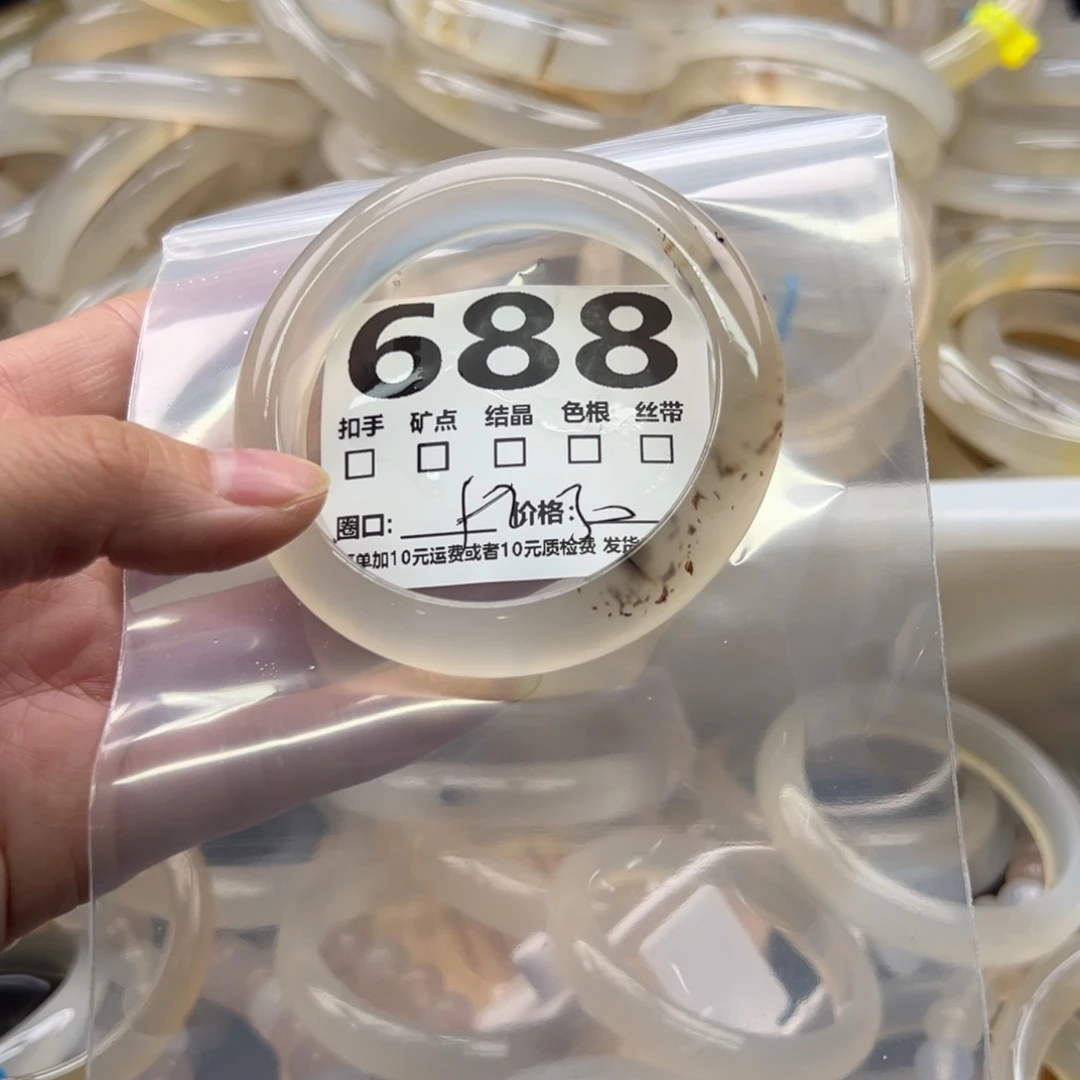 688
扣手 矿点 结晶 色根 丝带
圈口: 价格:
单加10元运费或者10元质检费 发货